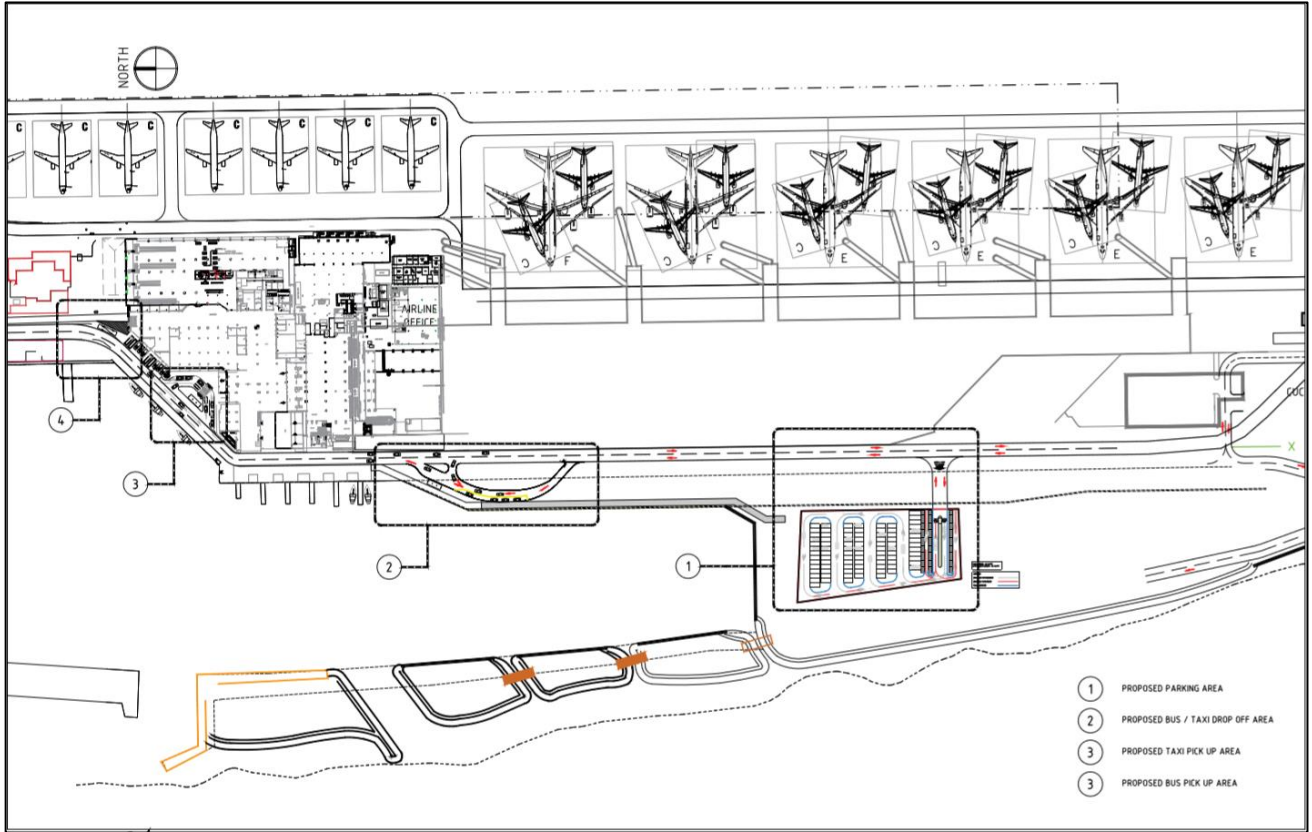 NORTH
C
C
C
C
C
C
C
C F
C F
C E
C E
C E
C E
AIRLINE
OFFICE
X
4
3
2
1
1 PROPOSED PARKING AREA
2 PROPOSED BUS / TAXI DROP OFF AREA
3 PROPOSED TAXI PICK UP AREA
3 PROPOSED BUS PICK UP AREA